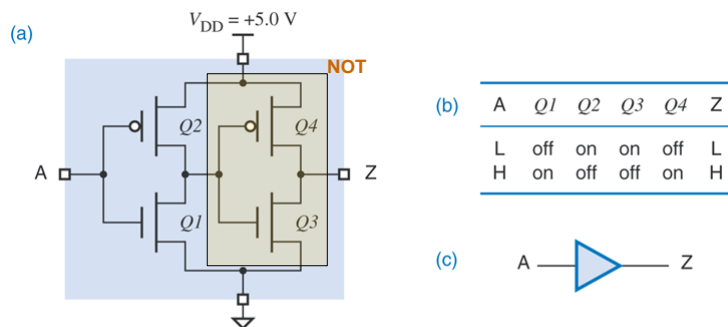 (a)
V_DD = +5.0 V
NOT
Q2
Q4
A
Z
Q1
Q3
(b)
A Q1 Q2 Q3 Q4 Z
L off on on off L
H on off off on H
(c)
A
Z